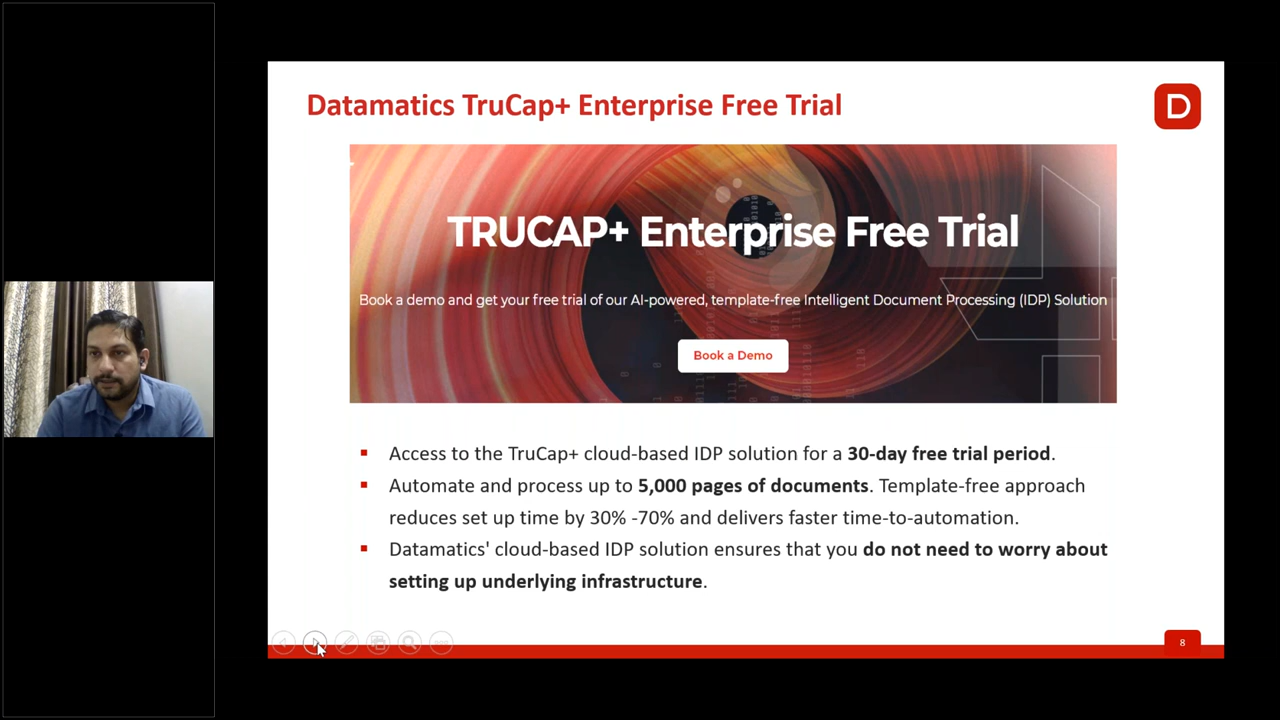 Datamatics TruCap+ Enterprise Free Trial
D
TRUCAP+ Enterprise Free Trial
Book a demo and get your free trial of our AI-powered, template-free Intelligent Document Processing (IDP) Solution
Book a Demo
Access to the TruCap+ cloud-based IDP solution for a 30-day free trial period.
Automate and process up to 5,000 pages of documents. Template-free approach
reduces set up time by 30% -70% and delivers faster time-to-automation.
Datamatics' cloud-based IDP solution ensures that you do not need to worry about
setting up underlying infrastructure.
8